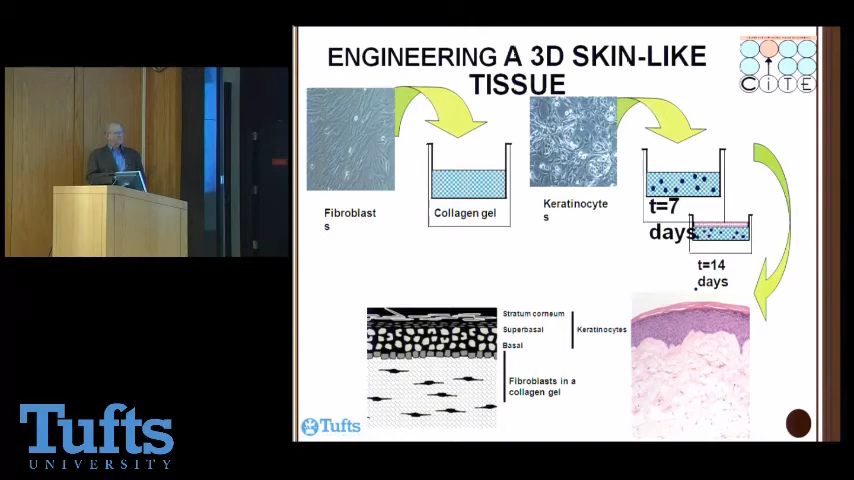 ENGINEERING A 3D SKIN-LIKE
TISSUE
CiTE
Fibroblast
s
Collagen gel
Keratinocyte
s
t=7
days
t=14
days
Stratum corneum
Superbasal
Basal
Keratinocytes
Fibroblasts in a
collagen gel
Tufts
Tufts
UNIVERSITY